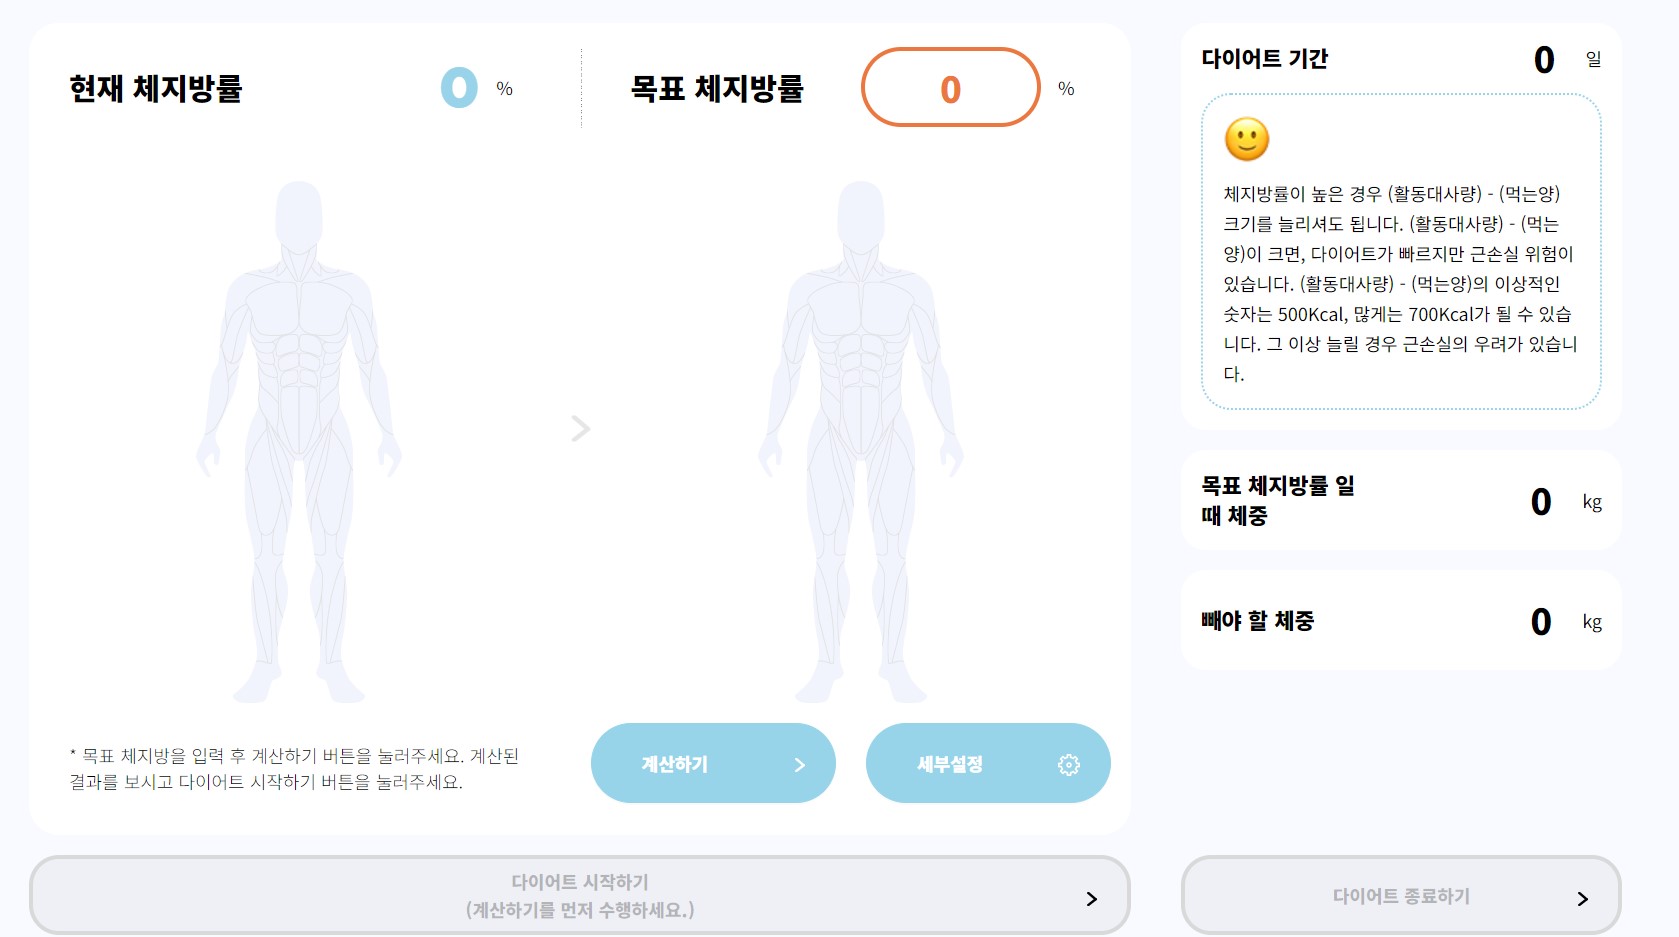 현재 체지방률
0 %
목표 체지방률
0 %
* 목표 체지방을 입력 후 계산하기 버튼을 눌러주세요. 계산된
결과를 보시고 다이어트 시작하기 버튼을 눌러주세요.
계산하기
세부설정
다이어트 시작하기
(계산하기를 먼저 수행하세요.)
다이어트 기간
0 일
체지방률이 높은 경우 (활동대사량) - (먹는양)
크기를 늘리셔도 됩니다. (활동대사량) - (먹는
양)이 크면, 다이어트가 빠르지만 근손실 위험이
있습니다. (활동대사량) - (먹는양)의 이상적인
숫자는 500Kcal, 많게는 700Kcal가 될 수 있습
니다. 그 이상 늘릴 경우 근손실의 우려가 있습니
다.
목표 체지방률 일
때 체중
0 kg
빼야 할 체중
0 kg
다이어트 종료하기